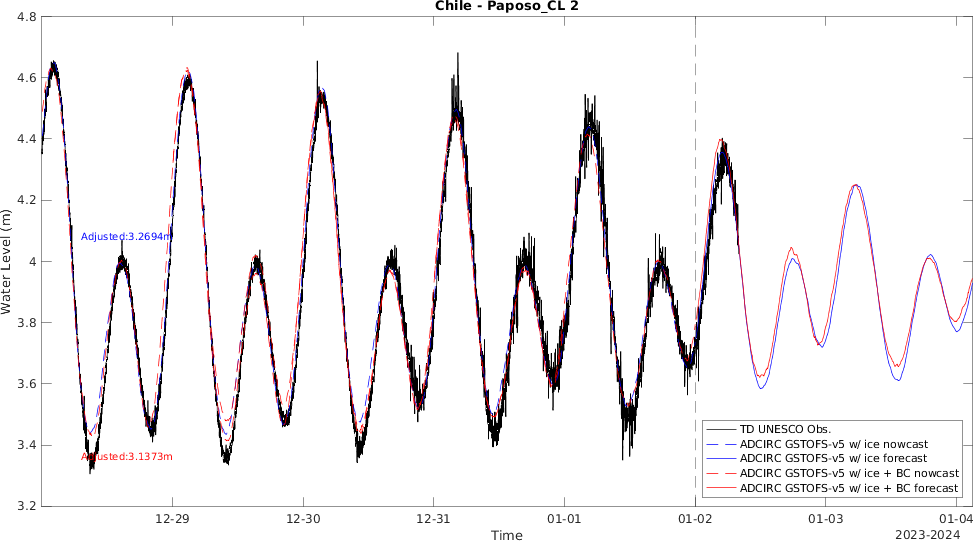 Chile - Paposo_CL 2
4.8
4.6
4.4
4.2
4
3.8
3.6
3.4
3.2
Water Level (m)
Adjusted:3.2694m
Adjusted:3.1373m
TD UNESCO Obs.
ADCIRC GSTOFS-v5 w/ ice nowcast
ADCIRC GSTOFS-v5 w/ ice forecast
ADCIRC GSTOFS-v5 w/ ice + BC nowcast
ADCIRC GSTOFS-v5 w/ ice + BC forecast
12-29 12-30 12-31 01-01 01-02 01-03 01-04
Time
2023-2024